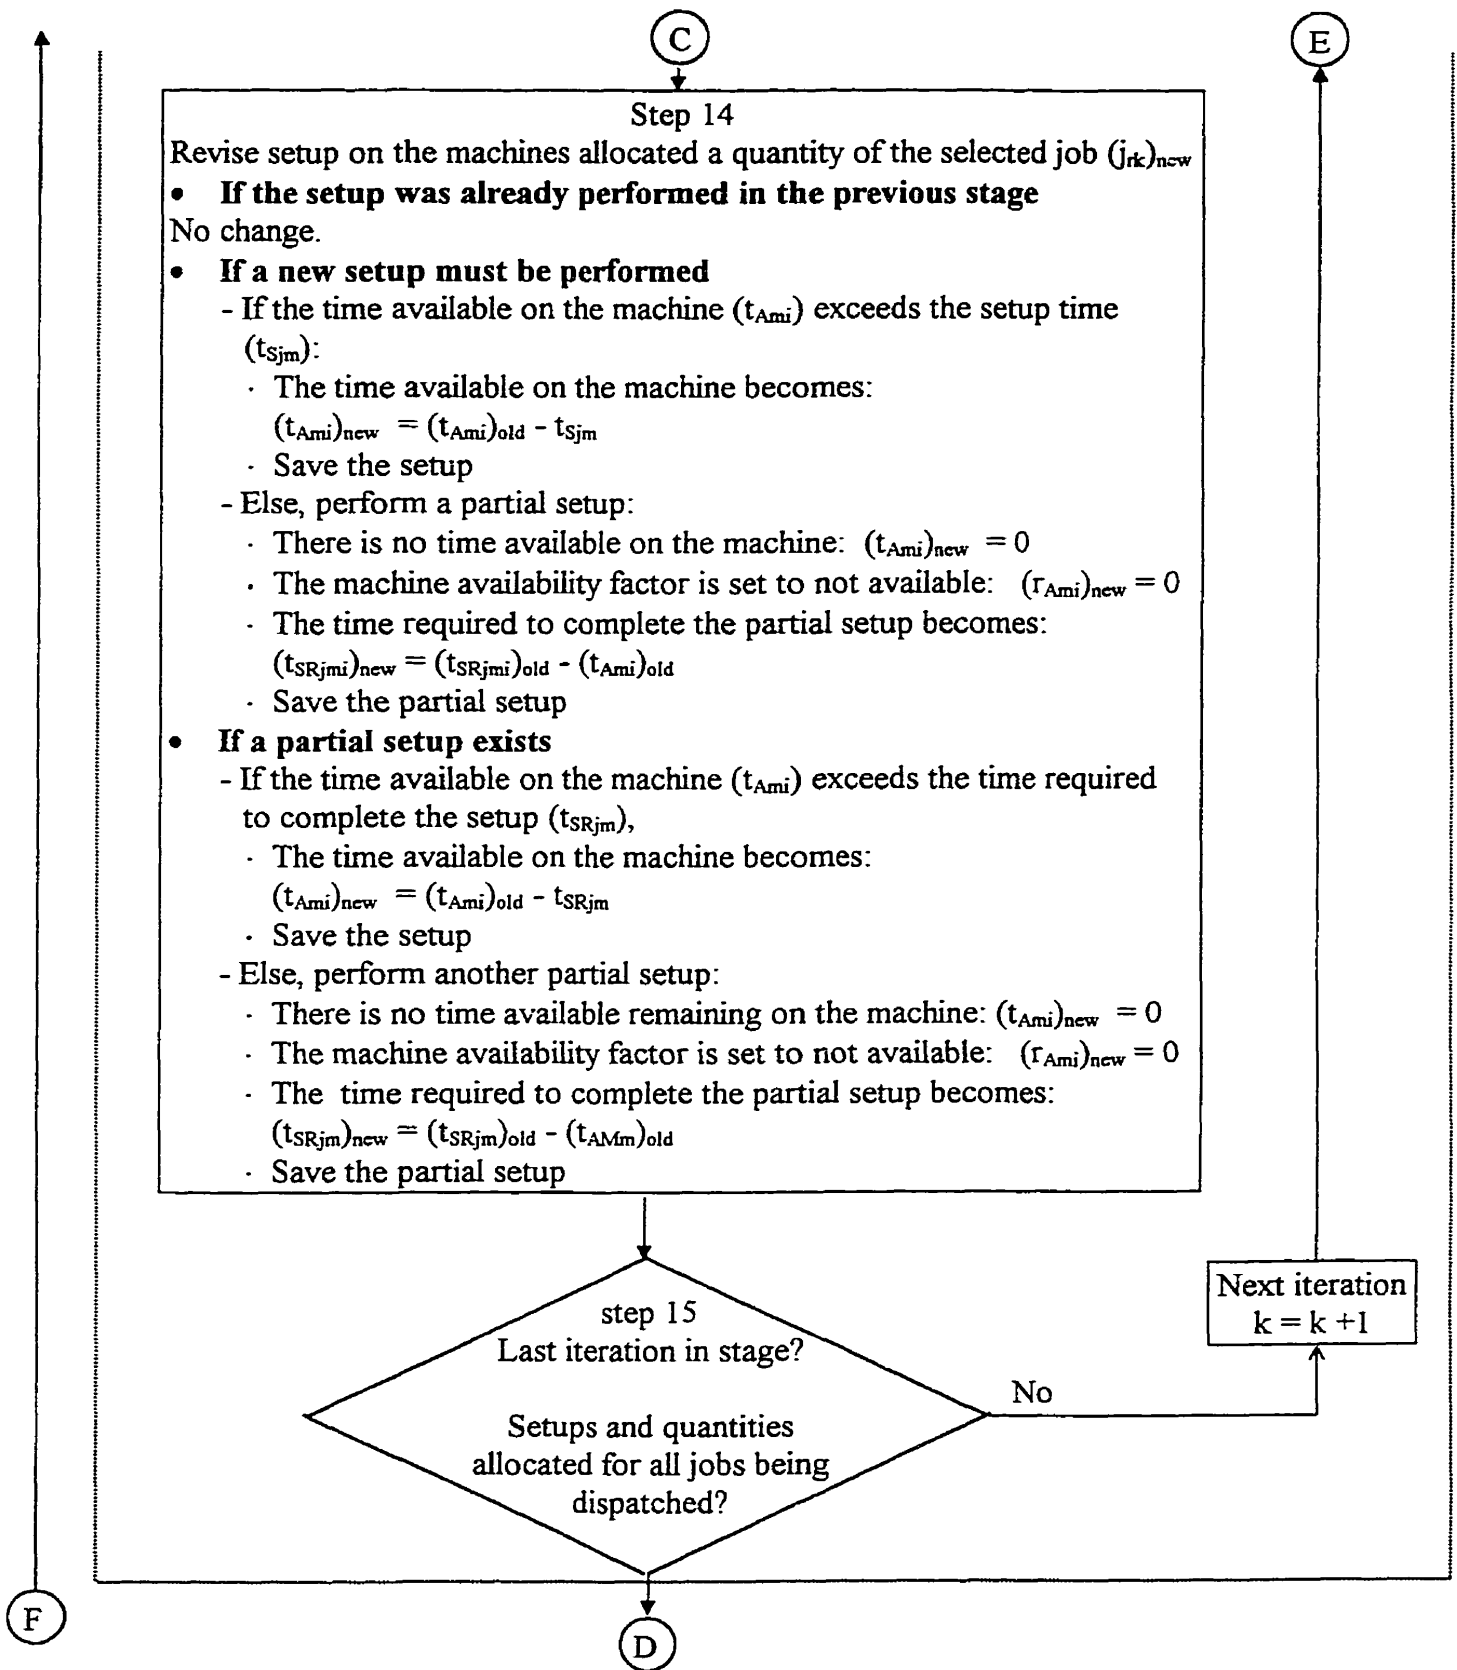 C
E
Step 14
Revise setup on the machines allocated a quantity of the selected job (jrk)new
• If the setup was already performed in the previous stage
No change.
• If a new setup must be performed
- If the time available on the machine (tAmi) exceeds the setup time
(tSjm):
· The time available on the machine becomes:
(tAmi)new = (tAmi)old - tSjm
· Save the setup
- Else, perform a partial setup:
· There is no time available on the machine: (tAmi)new = 0
· The machine availability factor is set to not available: (rAmi)new = 0
· The time required to complete the partial setup becomes:
(tSRjmi)new = (tSRjmi)old - (tAmi)old
· Save the partial setup
• If a partial setup exists
- If the time available on the machine (tAmi) exceeds the time required
to complete the setup (tSRjm),
· The time available on the machine becomes:
(tAmi)new = (tAmi)old - tSRjm
· Save the setup
- Else, perform another partial setup:
· There is no time available remaining on the machine: (tAmi)new = 0
· The machine availability factor is set to not available: (rAmi)new = 0
· The time required to complete the partial setup becomes:
(tSRjm)new = (tSRjm)old - (tAMm)old
· Save the partial setup
Next iteration
k = k +1
step 15
Last iteration in stage?
No
Setups and quantities
allocated for all jobs being
dispatched?
F
D